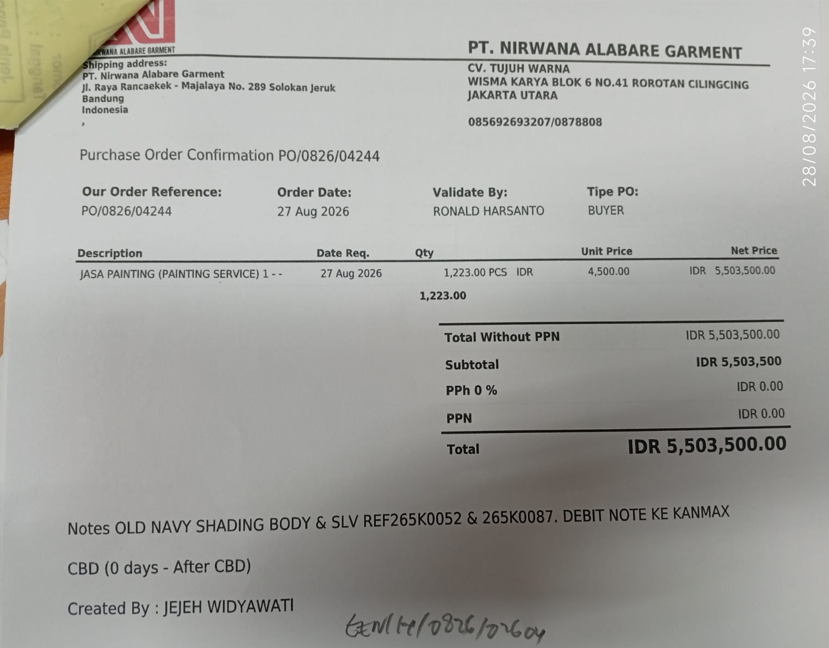 NIRWANA ALABARE GARMENT
Shipping address:
PT. Nirwana Alabare Garment
Jl. Raya Rancaekek - Majalaya No. 289 Solokan Jeruk
Bandung
Indonesia
,
PT. NIRWANA ALABARE GARMENT
CV. TUJUH WARNA
WISMA KARYA BLOK 6 NO.41 ROROTAN CILINGCING
JAKARTA UTARA
085692693207/0878808
28/08/2026 17:39
Purchase Order Confirmation PO/0826/04244
Our Order Reference: Order Date: Validate By: Tipe PO:
PO/0826/04244 27 Aug 2026 RONALD HARSANTO BUYER
Description Date Req. Qty Unit Price Net Price
JASA PAINTING (PAINTING SERVICE) 1 - - 27 Aug 2026 1,223.00 PCS IDR 4,500.00 IDR 5,503,500.00
1,223.00
Total Without PPN IDR 5,503,500.00
Subtotal IDR 5,503,500
PPh 0 % IDR 0.00
PPN IDR 0.00
Total IDR 5,503,500.00
Notes OLD NAVY SHADING BODY & SLV REF265K0052 & 265K0087. DEBIT NOTE KE KANMAX
CBD (0 days - After CBD)
Created By : JEJEH WIDYAWATI